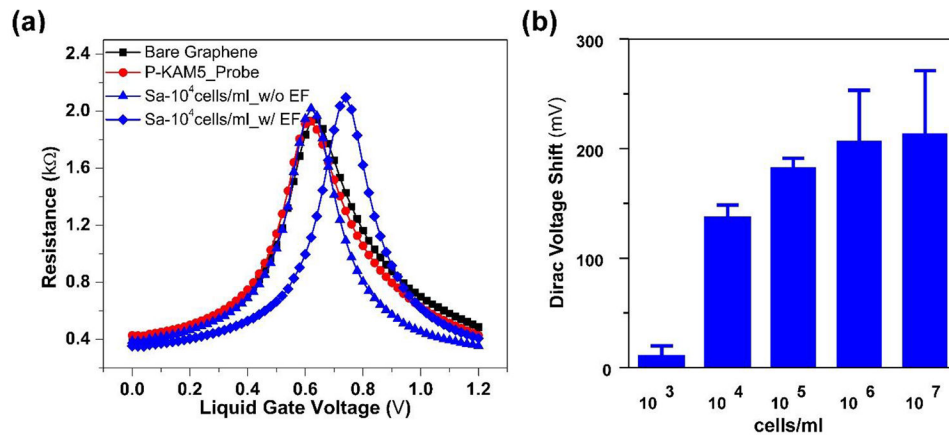 (a)
2.4
2.0
1.6
1.2
0.8
0.4
Resistance (kΩ)
Bare Graphene
P-KAM5_Probe
Sa-10⁴cells/ml_w/o EF
Sa-10⁴cells/ml_w/ EF
0.0 0.2 0.4 0.6 0.8 1.0 1.2
Liquid Gate Voltage (V)
(b)
300
200
100
0
Dirac Voltage Shift (mV)
10 3 10 4 10 5 10 6 10 7
cells/ml